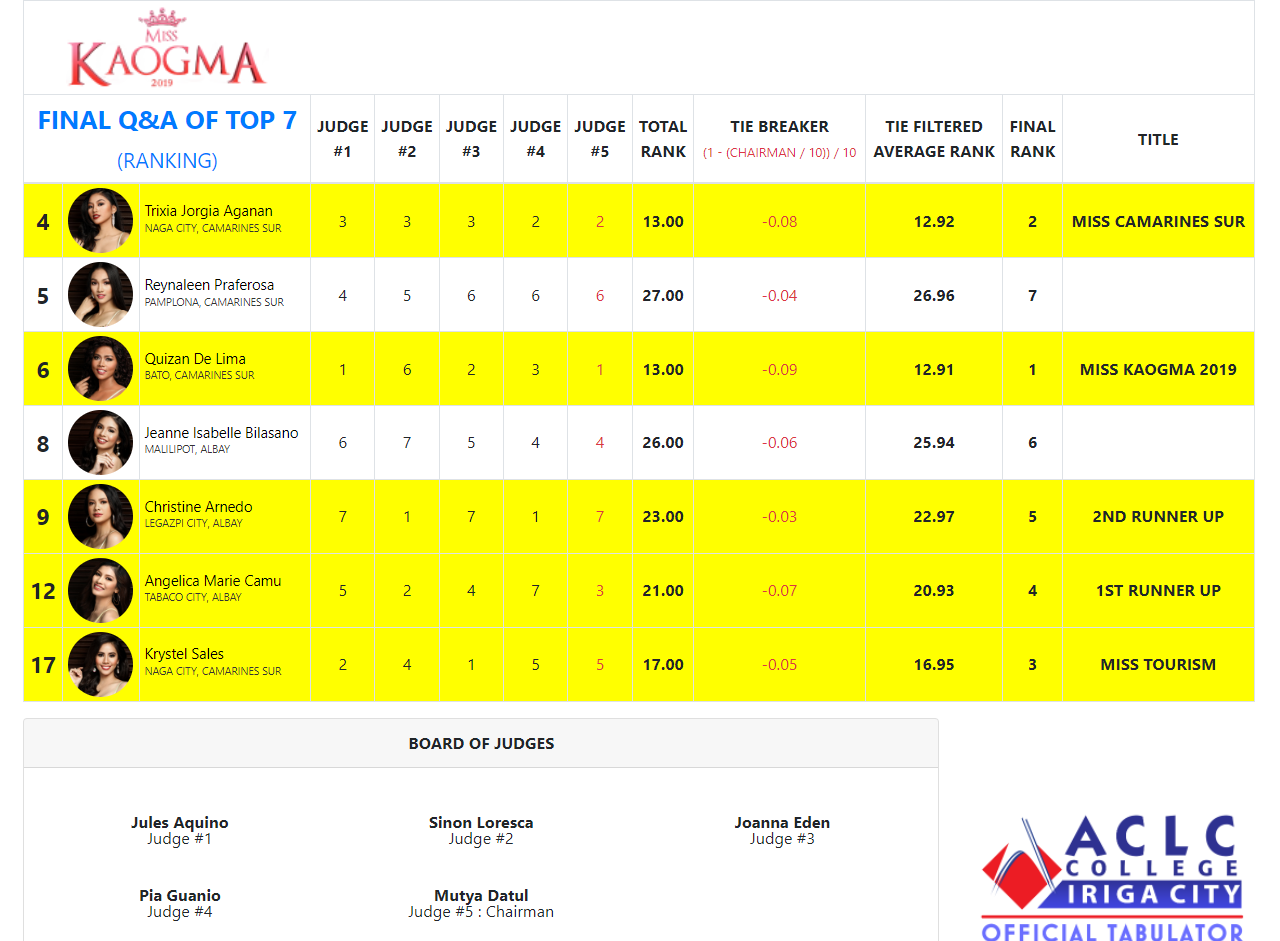 MISS
KAOGMA
2019
FINAL Q&A OF TOP 7
(RANKING)
JUDGE #1
JUDGE #2
JUDGE #3
JUDGE #4
JUDGE #5
TOTAL RANK
TIE BREAKER
(1 - (CHAIRMAN / 10)) / 10
TIE FILTERED AVERAGE RANK
FINAL RANK
TITLE
4 Trixia Jorgia Aganan 3 3 3 2 2 13.00 -0.08 12.92 2 MISS CAMARINES SUR
NAGA CITY, CAMARINES SUR
5 Reynaleen Praferosa 4 5 6 6 6 27.00 -0.04 26.96 7
PAMPLONA, CAMARINES SUR
6 Quizan De Lima 1 6 2 3 1 13.00 -0.09 12.91 1 MISS KAOGMA 2019
BATO, CAMARINES SUR
8 Jeanne Isabelle Bilasano 6 7 5 4 4 26.00 -0.06 25.94 6
MALILIPOT, ALBAY
9 Christine Arnedo 7 1 7 1 7 23.00 -0.03 22.97 5 2ND RUNNER UP
LEGAZPI CITY, ALBAY
12 Angelica Marie Camu 5 2 4 7 3 21.00 -0.07 20.93 4 1ST RUNNER UP
TABACO CITY, ALBAY
17 Krystel Sales 2 4 1 5 5 17.00 -0.05 16.95 3 MISS TOURISM
NAGA CITY, CAMARINES SUR
BOARD OF JUDGES
Jules Aquino
Judge #1
Sinon Loresca
Judge #2
Joanna Eden
Judge #3
Pia Guanio
Judge #4
Mutya Datul
Judge #5 : Chairman
ACLC
COLLEGE
IRIGA CITY
OFFICIAL TABULATOR